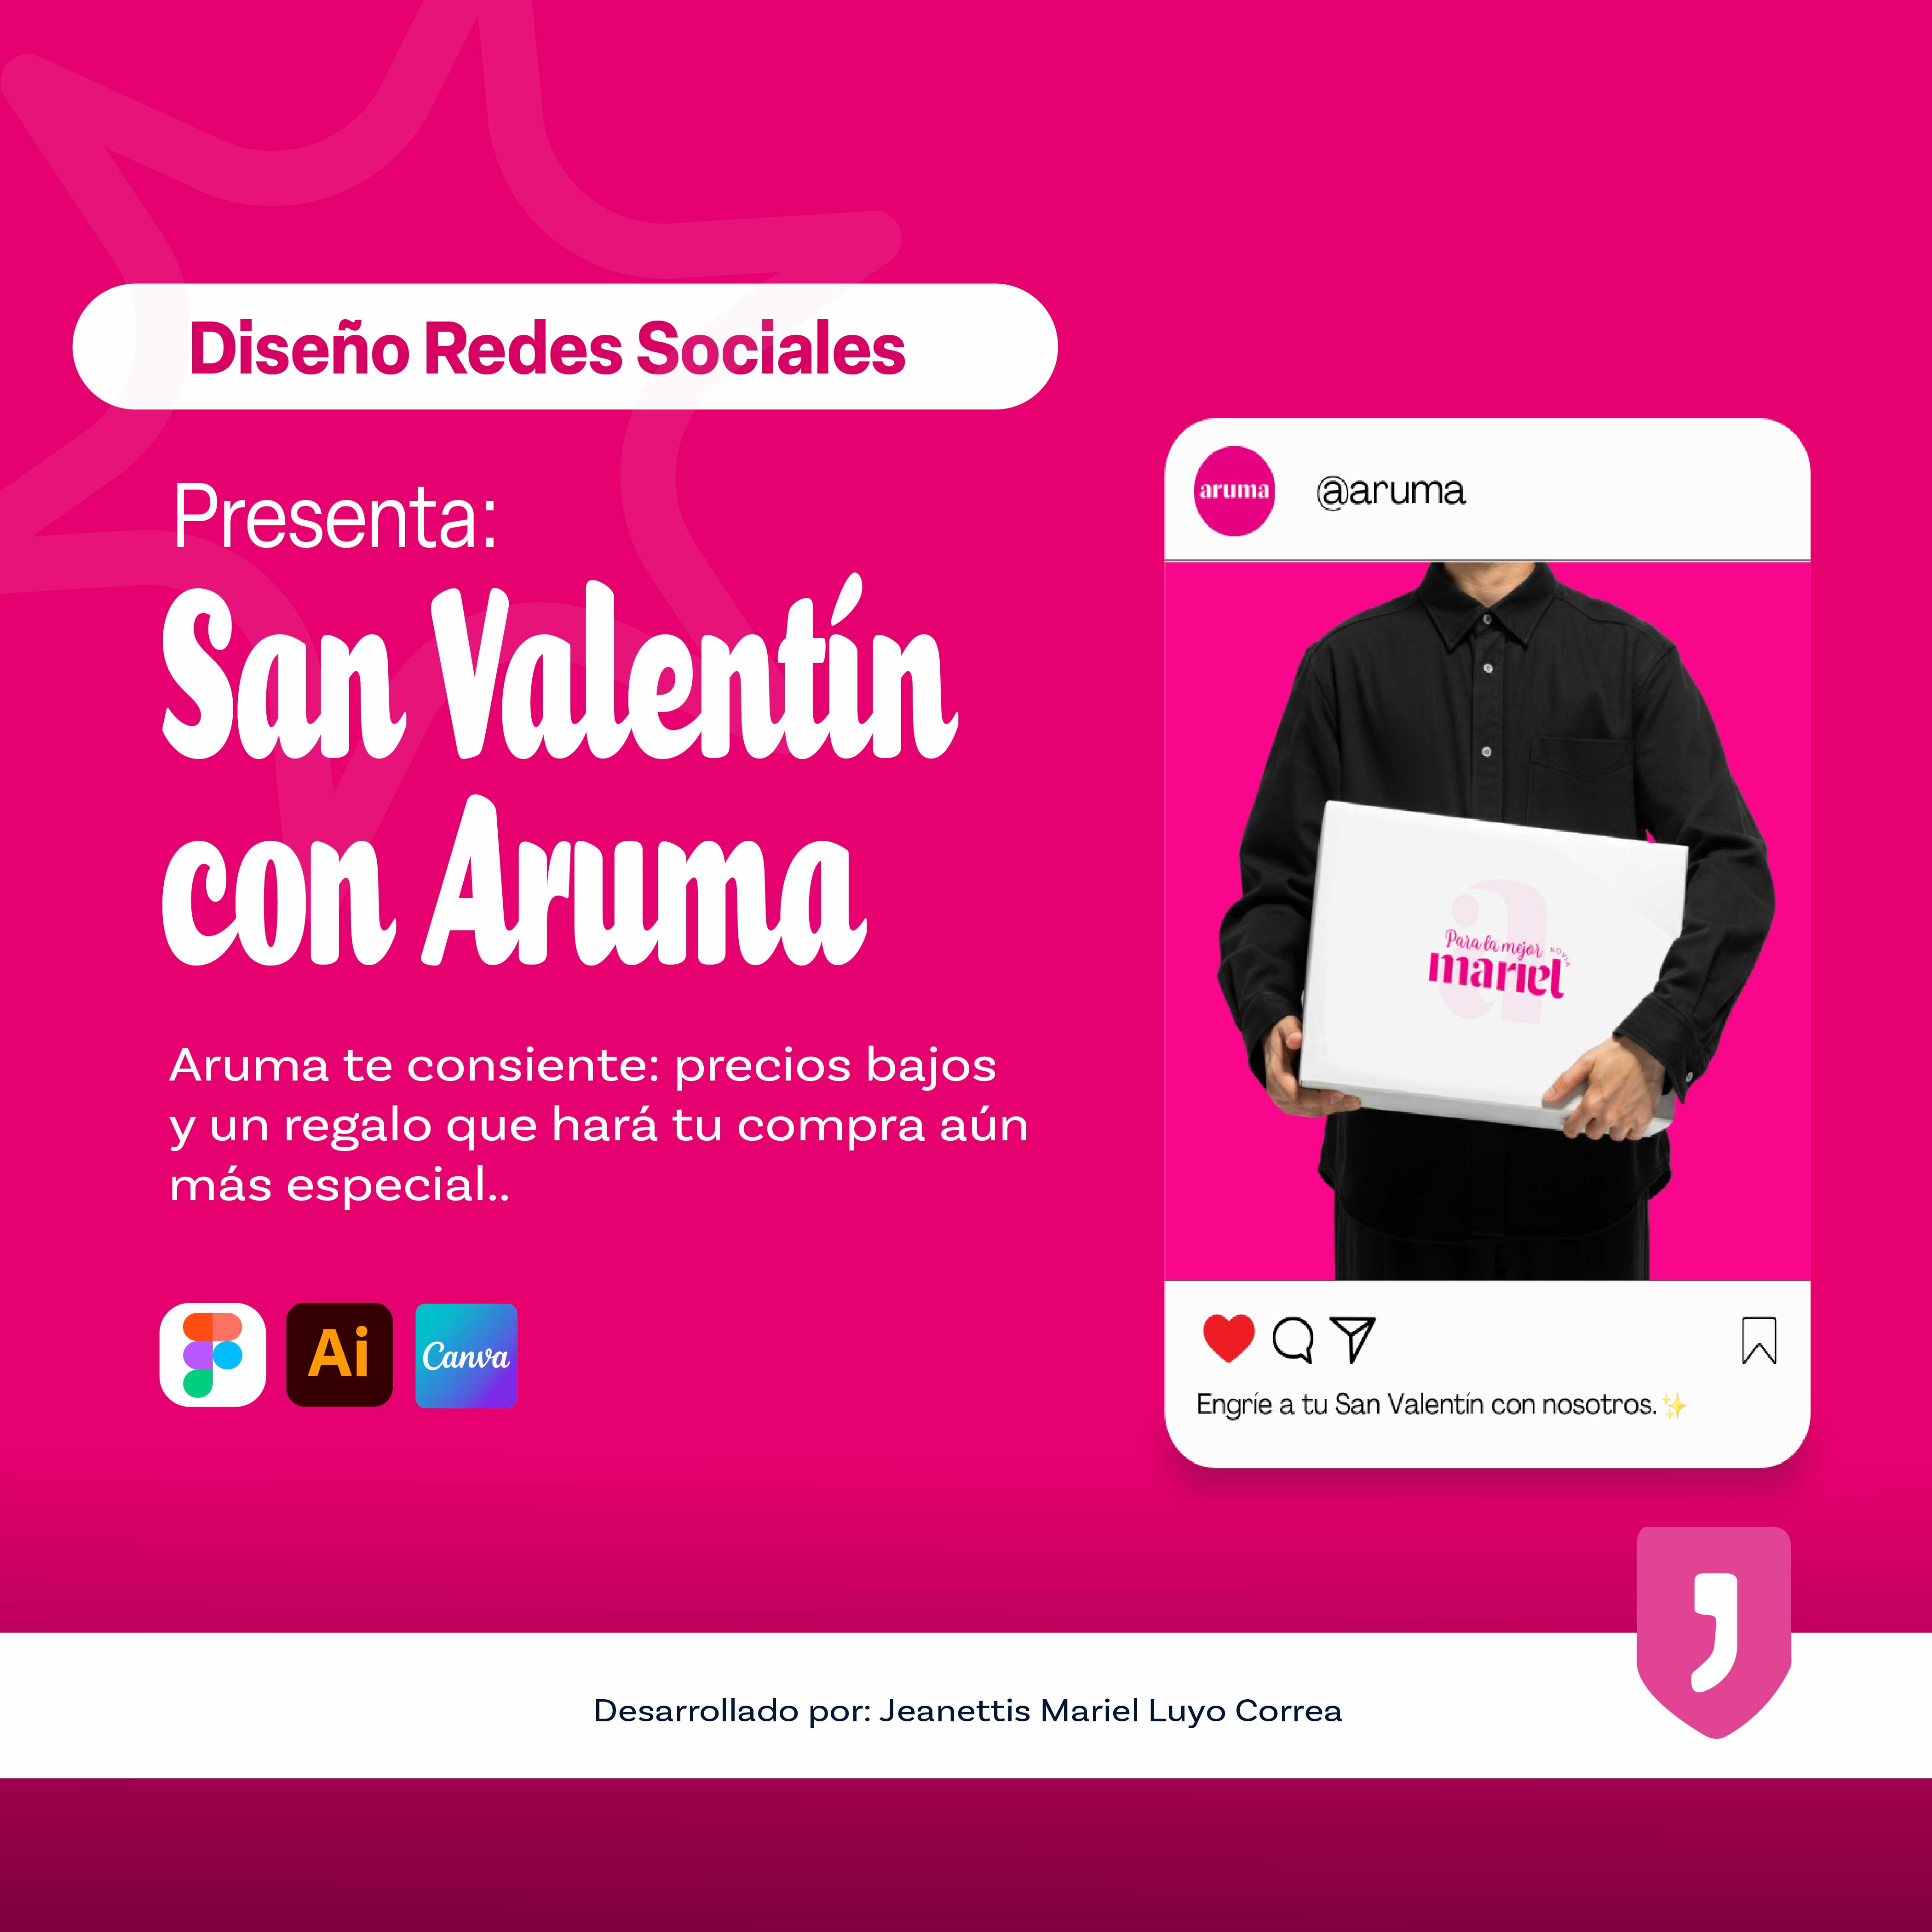 Diseño Redes Sociales
Presenta:
San Valentín
con Aruma
Aruma te consiente: precios bajos
y un regalo que hará tu compra aún
más especial..
Ai
Canva
aruma
@aruma
a
Para la mejor NOVIA
mariel
Engríe a tu San Valentín con nosotros.✨
Desarrollado por: Jeanettis Mariel Luyo Correa